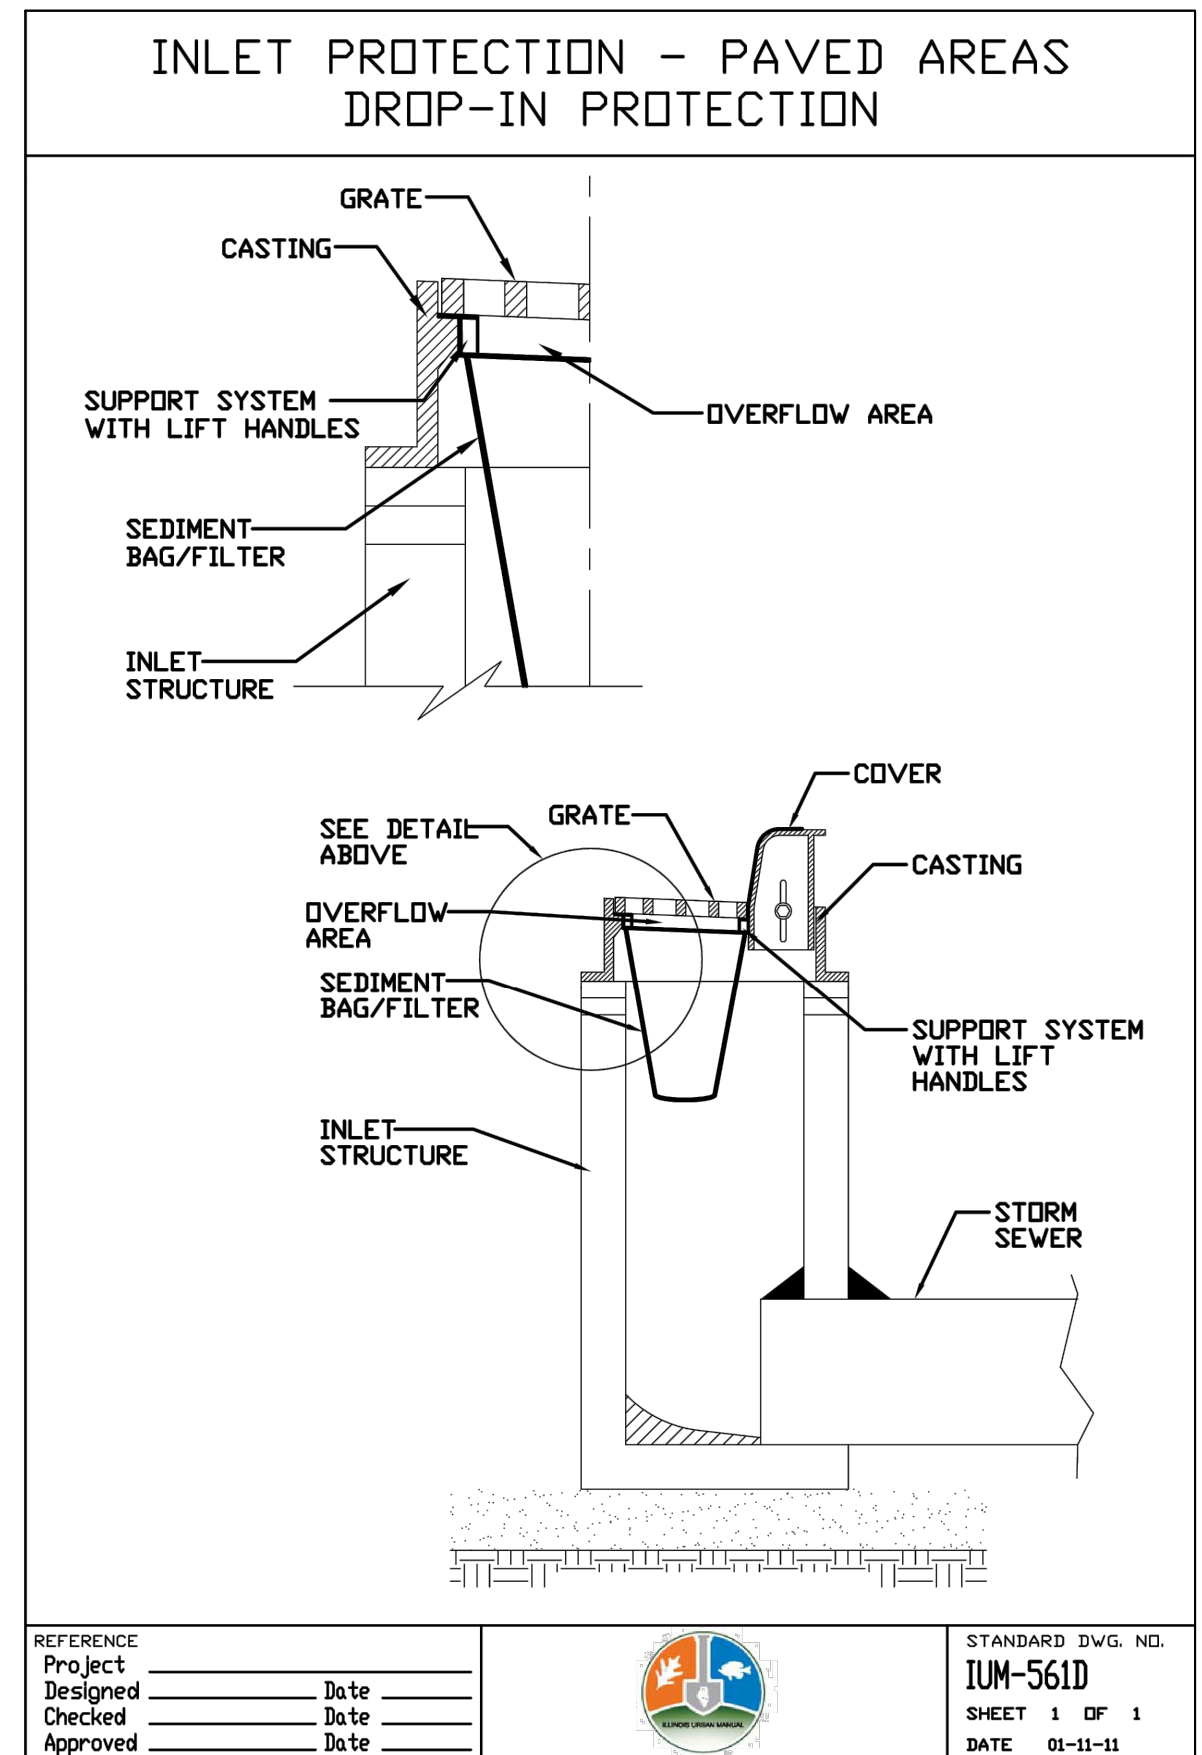 INLET PROTECTION - PAVED AREAS
DROP-IN PROTECTION
GRATE
CASTING
SUPPORT SYSTEM
WITH LIFT HANDLES
OVERFLOW AREA
SEDIMENT
BAG/FILTER
INLET
STRUCTURE
COVER
GRATE
SEE DETAIL
ABOVE
CASTING
OVERFLOW
AREA
SEDIMENT
BAG/FILTER
SUPPORT SYSTEM
WITH LIFT
HANDLES
INLET
STRUCTURE
STORM
SEWER
REFERENCE
Project
Designed Date
Checked Date
Approved Date
ILLINOIS URBAN MANUAL
STANDARD DWG. NO.
IUM-561D
SHEET 1 OF 1
DATE 01-11-11